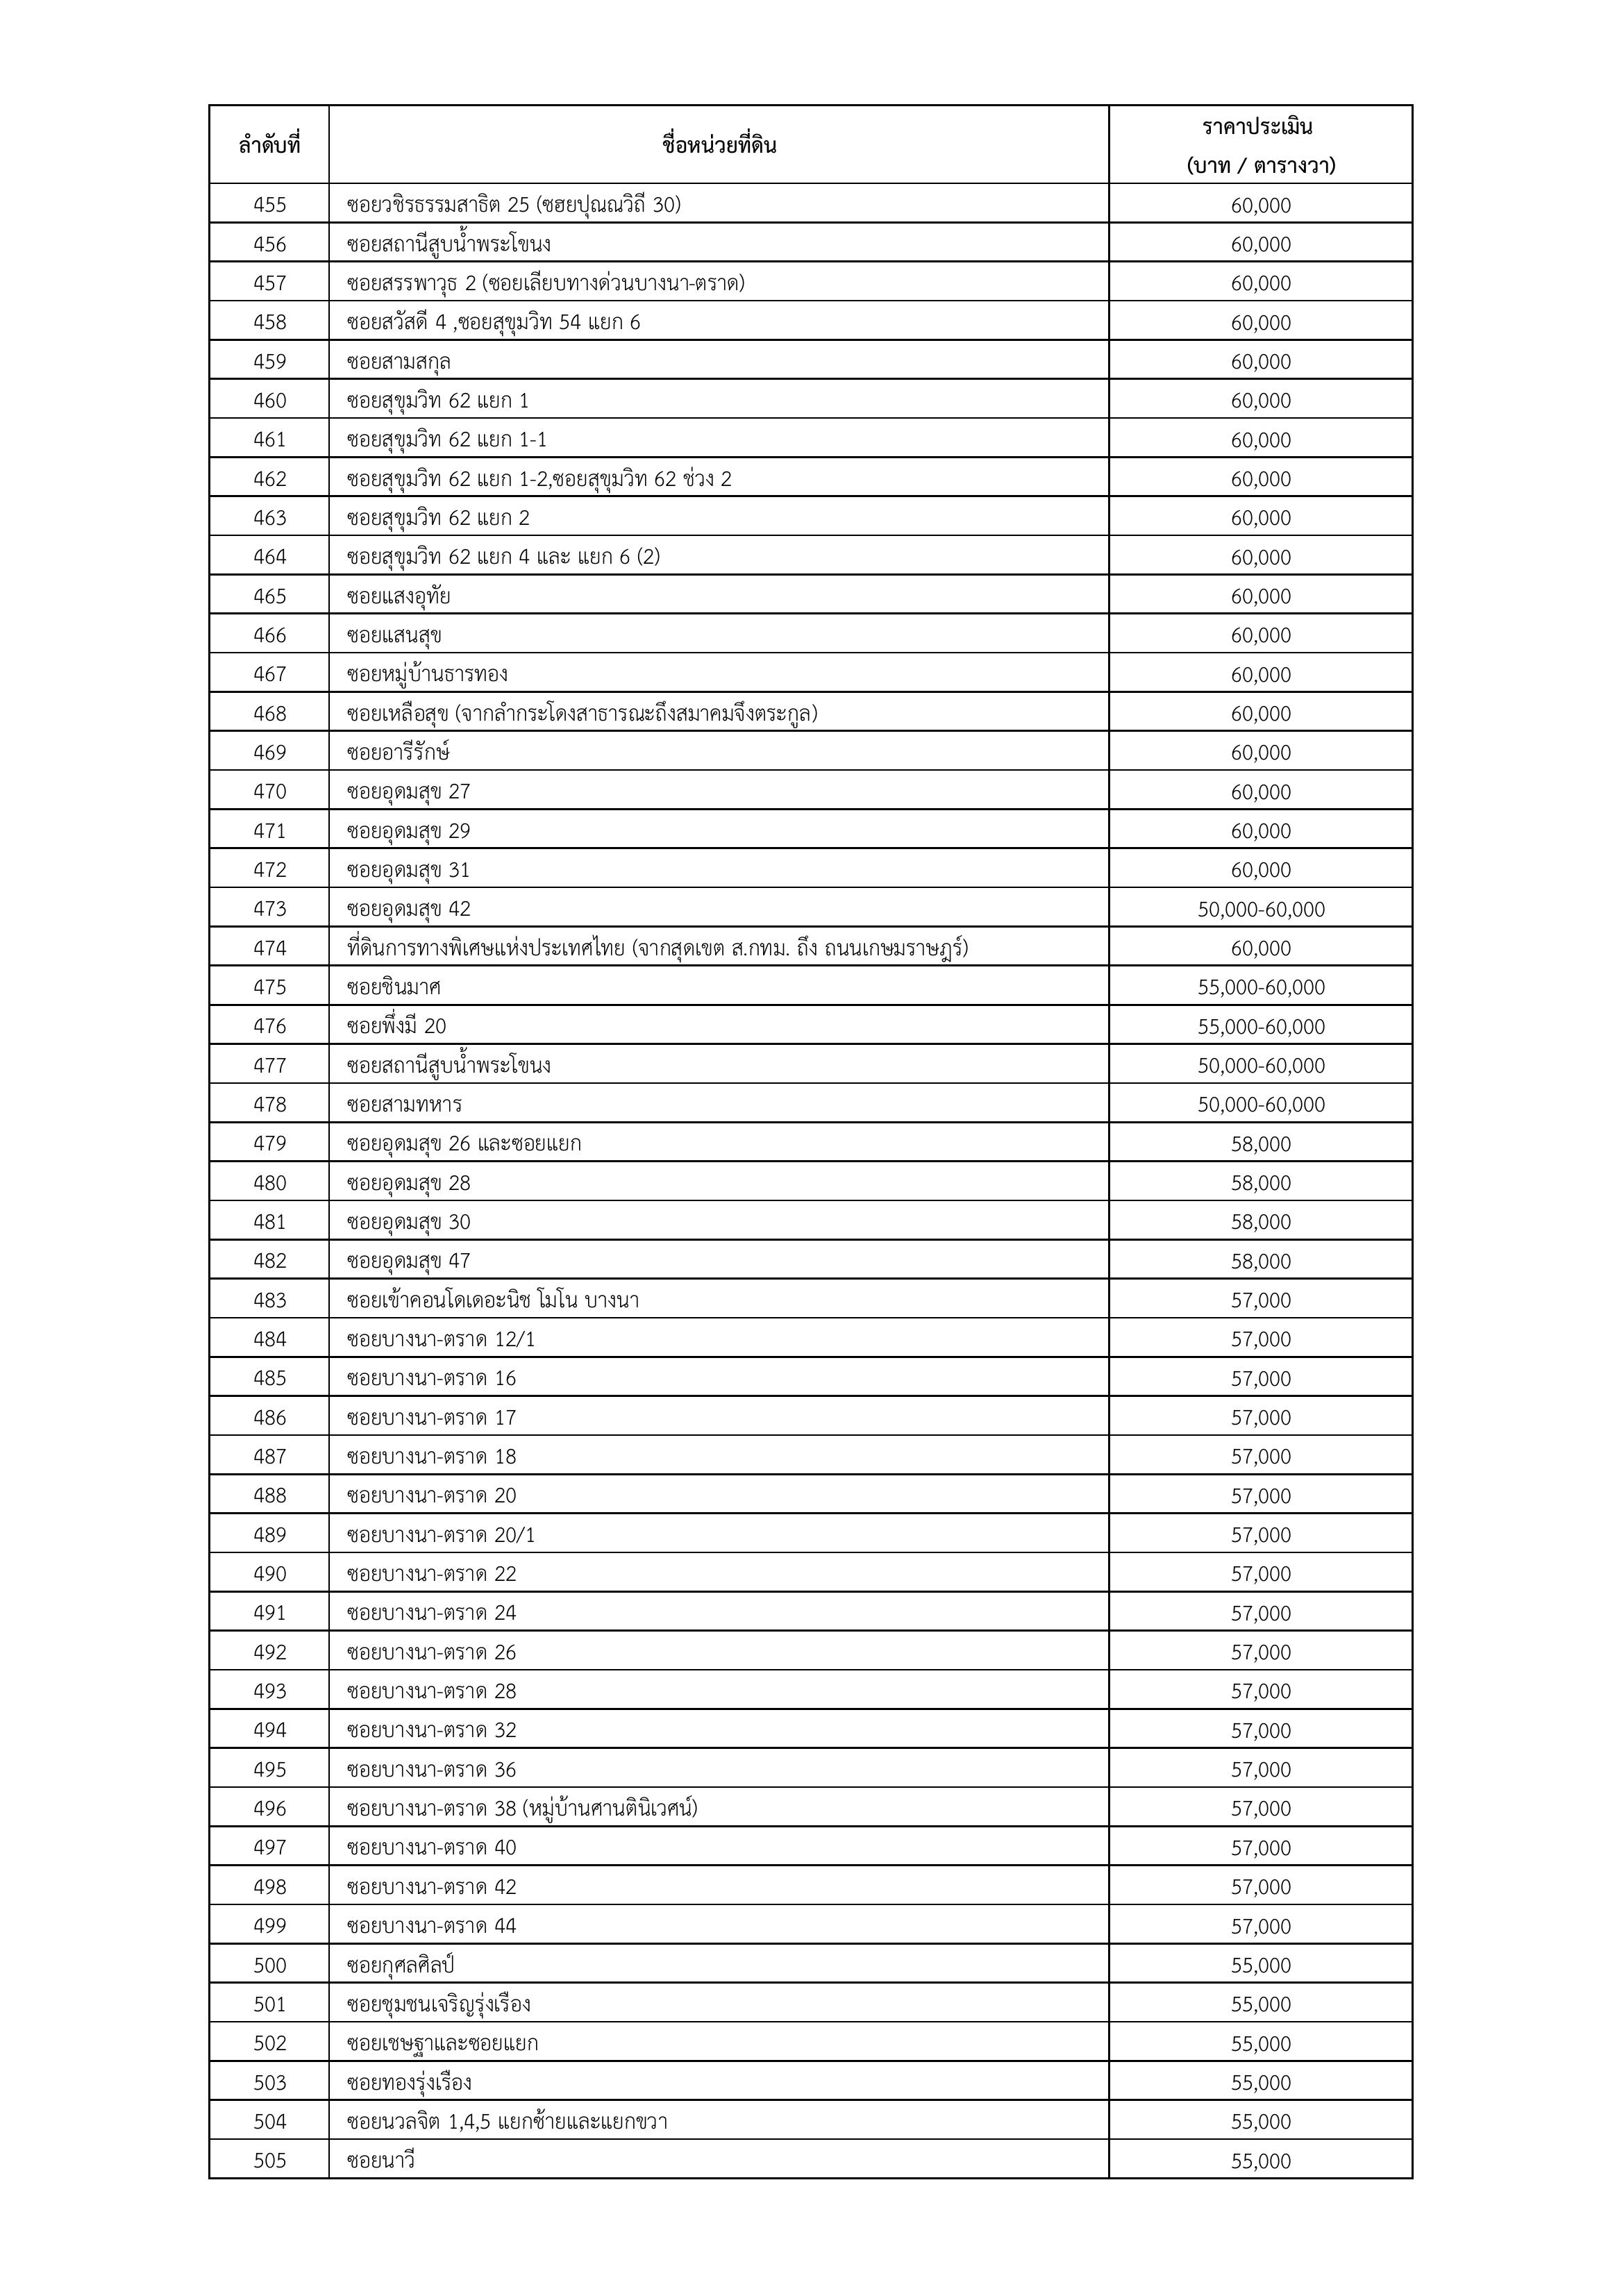 ลำดับที่ ชื่อหน่วยที่ดิน ราคาประเมิน
(บาท / ตารางวา)
455 ซอยวชิรธรรมสาธิต 25 (ซฮยปุณณวิถี 30) 60,000
456 ซอยสถานีสูบน้ำพระโขนง 60,000
457 ซอยสรรพาวุธ 2 (ซอยเลียบทางด่วนบางนา-ตราด) 60,000
458 ซอยสวัสดี 4 ,ซอยสุขุมวิท 54 แยก 6 60,000
459 ซอยสามสกุล 60,000
460 ซอยสุขุมวิท 62 แยก 1 60,000
461 ซอยสุขุมวิท 62 แยก 1-1 60,000
462 ซอยสุขุมวิท 62 แยก 1-2,ซอยสุขุมวิท 62 ช่วง 2 60,000
463 ซอยสุขุมวิท 62 แยก 2 60,000
464 ซอยสุขุมวิท 62 แยก 4 และ แยก 6 (2) 60,000
465 ซอยแสงอุทัย 60,000
466 ซอยแสนสุข 60,000
467 ซอยหมู่บ้านธารทอง 60,000
468 ซอยเหลือสุข (จากลำกระโดงสาธารณะถึงสมาคมจึงตระกูล) 60,000
469 ซอยอารีรักษ์ 60,000
470 ซอยอุดมสุข 27 60,000
471 ซอยอุดมสุข 29 60,000
472 ซอยอุดมสุข 31 60,000
473 ซอยอุดมสุข 42 50,000-60,000
474 ที่ดินการทางพิเศษแห่งประเทศไทย (จากสุดเขต ส.กทม. ถึง ถนนเกษมราษฎร์) 60,000
475 ซอยชินมาศ 55,000-60,000
476 ซอยพึ่งมี 20 55,000-60,000
477 ซอยสถานีสูบน้ำพระโขนง 50,000-60,000
478 ซอยสามทหาร 50,000-60,000
479 ซอยอุดมสุข 26 และซอยแยก 58,000
480 ซอยอุดมสุข 28 58,000
481 ซอยอุดมสุข 30 58,000
482 ซอยอุดมสุข 47 58,000
483 ซอยเข้าคอนโดเดอะนิช โมโน บางนา 57,000
484 ซอยบางนา-ตราด 12/1 57,000
485 ซอยบางนา-ตราด 16 57,000
486 ซอยบางนา-ตราด 17 57,000
487 ซอยบางนา-ตราด 18 57,000
488 ซอยบางนา-ตราด 20 57,000
489 ซอยบางนา-ตราด 20/1 57,000
490 ซอยบางนา-ตราด 22 57,000
491 ซอยบางนา-ตราด 24 57,000
492 ซอยบางนา-ตราด 26 57,000
493 ซอยบางนา-ตราด 28 57,000
494 ซอยบางนา-ตราด 32 57,000
495 ซอยบางนา-ตราด 36 57,000
496 ซอยบางนา-ตราด 38 (หมู่บ้านศานตินิเวศน์) 57,000
497 ซอยบางนา-ตราด 40 57,000
498 ซอยบางนา-ตราด 42 57,000
499 ซอยบางนา-ตราด 44 57,000
500 ซอยกุศลศิลป์ 55,000
501 ซอยชุมชนเจริญรุ่งเรือง 55,000
502 ซอยเชษฐาและซอยแยก 55,000
503 ซอยทองรุ่งเรือง 55,000
504 ซอยนวลจิต 1,4,5 แยกซ้ายและแยกขวา 55,000
505 ซอยนาวี 55,000